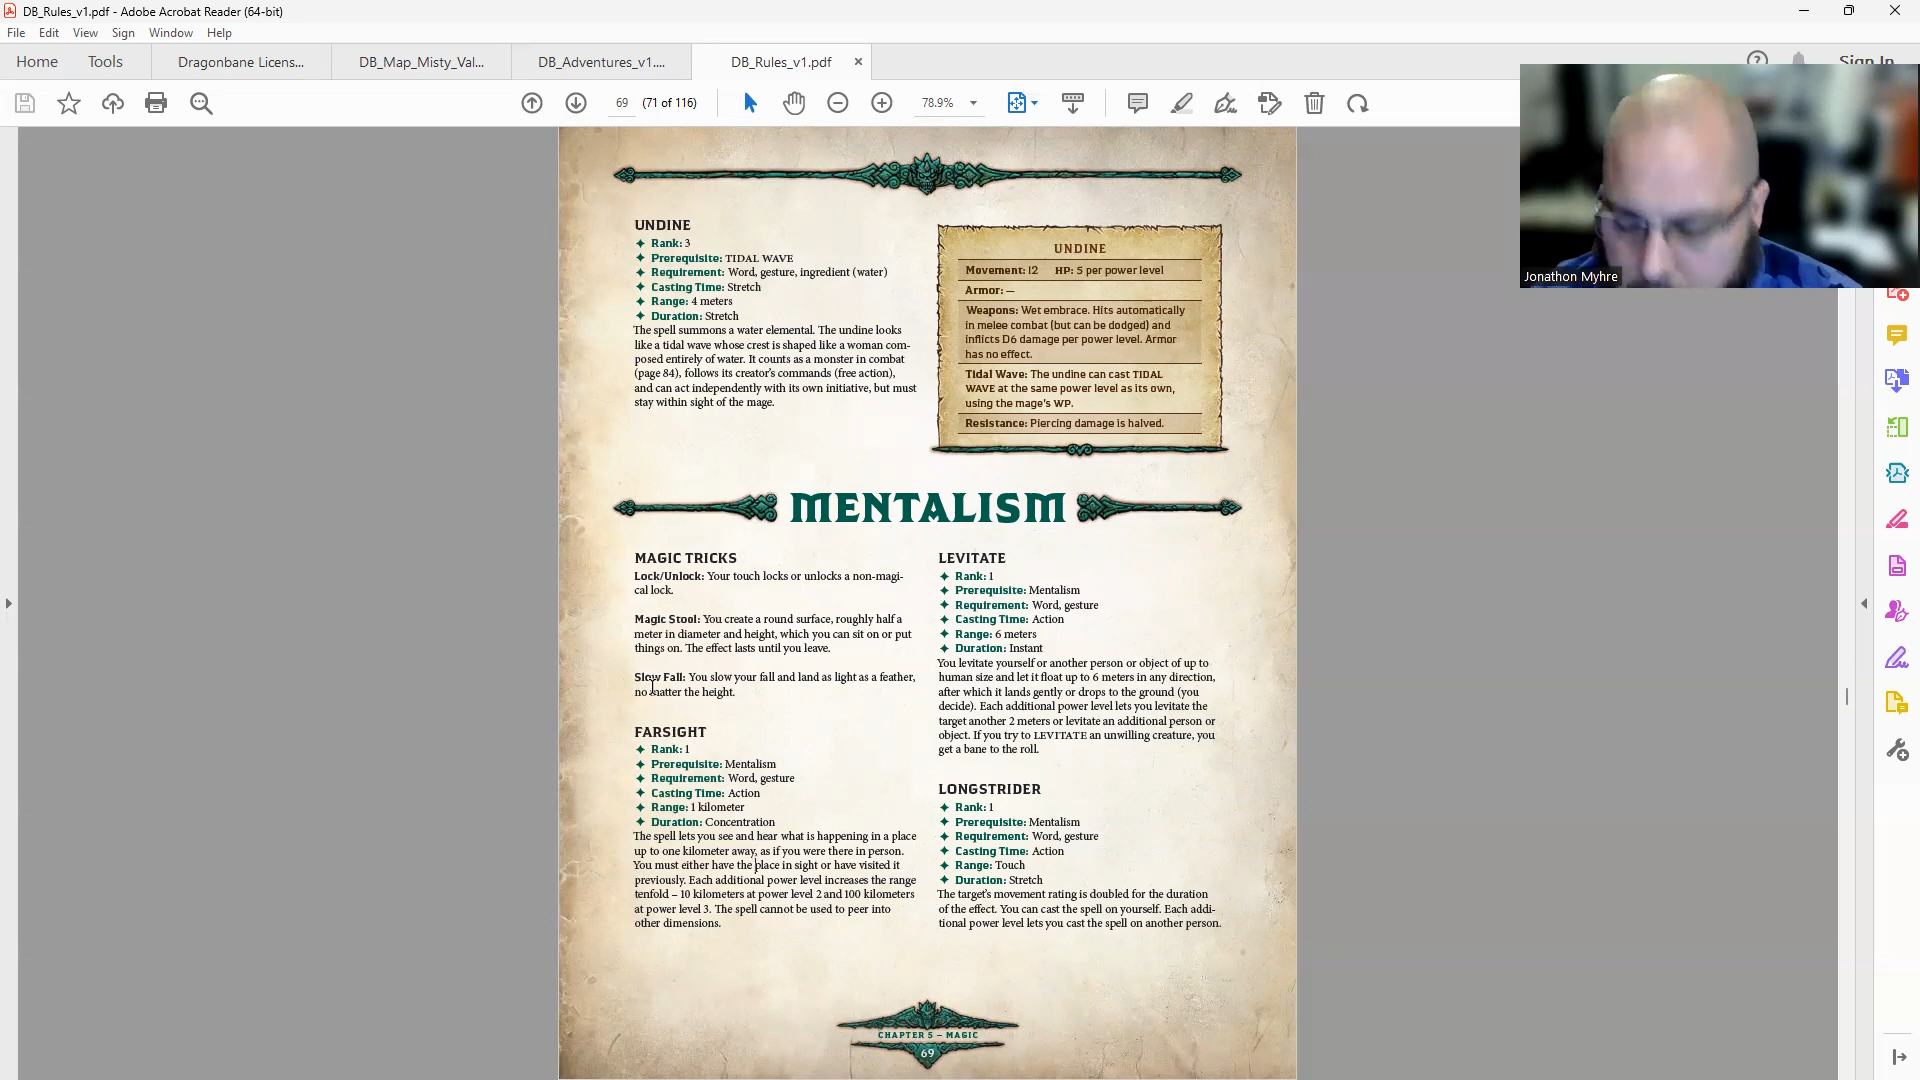 DB_Rules_v1.pdf - Adobe Acrobat Reader (64-bit)
File Edit View Sign Window Help
Home Tools Dragonbane Licens... DB_Map_Misty_Val... DB_Adventures_v1.... DB_Rules_v1.pdf Sign In
69 (71 of 116) 78.9%
Jonathon Myhre
UNDINE
Rank: 3
Prerequisite: TIDAL WAVE
Requirement: Word, gesture, ingredient (water)
Casting Time: Stretch
Range: 4 meters
Duration: Stretch
The spell summons a water elemental. The undine looks
like a tidal wave whose crest is shaped like a woman com-
posed entirely of water. It counts as a monster in combat
(page 84), follows its creator's commands (free action),
and can act independently with its own initiative, but must
stay within sight of the mage.
UNDINE
Movement: 12 HP: 5 per power level
Armor: —
Weapons: Wet embrace. Hits automatically
in melee combat (but can be dodged) and
inflicts D6 damage per power level. Armor
has no effect.
Tidal Wave: The undine can cast TIDAL
WAVE at the same power level as its own,
using the mage's WP.
Resistance: Piercing damage is halved.
MENTALISM
MAGIC TRICKS
Lock/Unlock: Your touch locks or unlocks a non-magi-
cal lock.
Magic Stool: You create a round surface, roughly half a
meter in diameter and height, which you can sit on or put
things on. The effect lasts until you leave.
Slow Fall: You slow your fall and land as light as a feather,
no matter the height.
FARSIGHT
Rank: 1
Prerequisite: Mentalism
Requirement: Word, gesture
Casting Time: Action
Range: 1 kilometer
Duration: Concentration
The spell lets you see and hear what is happening in a place
up to one kilometer away, as if you were there in person.
You must either have the place in sight or have visited it
previously. Each additional power level increases the range
tenfold – 10 kilometers at power level 2 and 100 kilometers
at power level 3. The spell cannot be used to peer into
other dimensions.
LEVITATE
Rank: 1
Prerequisite: Mentalism
Requirement: Word, gesture
Casting Time: Action
Range: 6 meters
Duration: Instant
You levitate yourself or another person or object of up to
human size and let it float up to 6 meters in any direction,
after which it lands gently or drops to the ground (you
decide). Each additional power level lets you levitate the
target another 2 meters or levitate an additional person or
object. If you try to LEVITATE an unwilling creature, you
get a bane to the roll.
LONGSTRIDER
Rank: 1
Prerequisite: Mentalism
Requirement: Word, gesture
Casting Time: Action
Range: Touch
Duration: Stretch
The target's movement rating is doubled for the duration
of the effect. You can cast the spell on yourself. Each addi-
tional power level lets you cast the spell on another person.
CHAPTER 5 – MAGIC
69